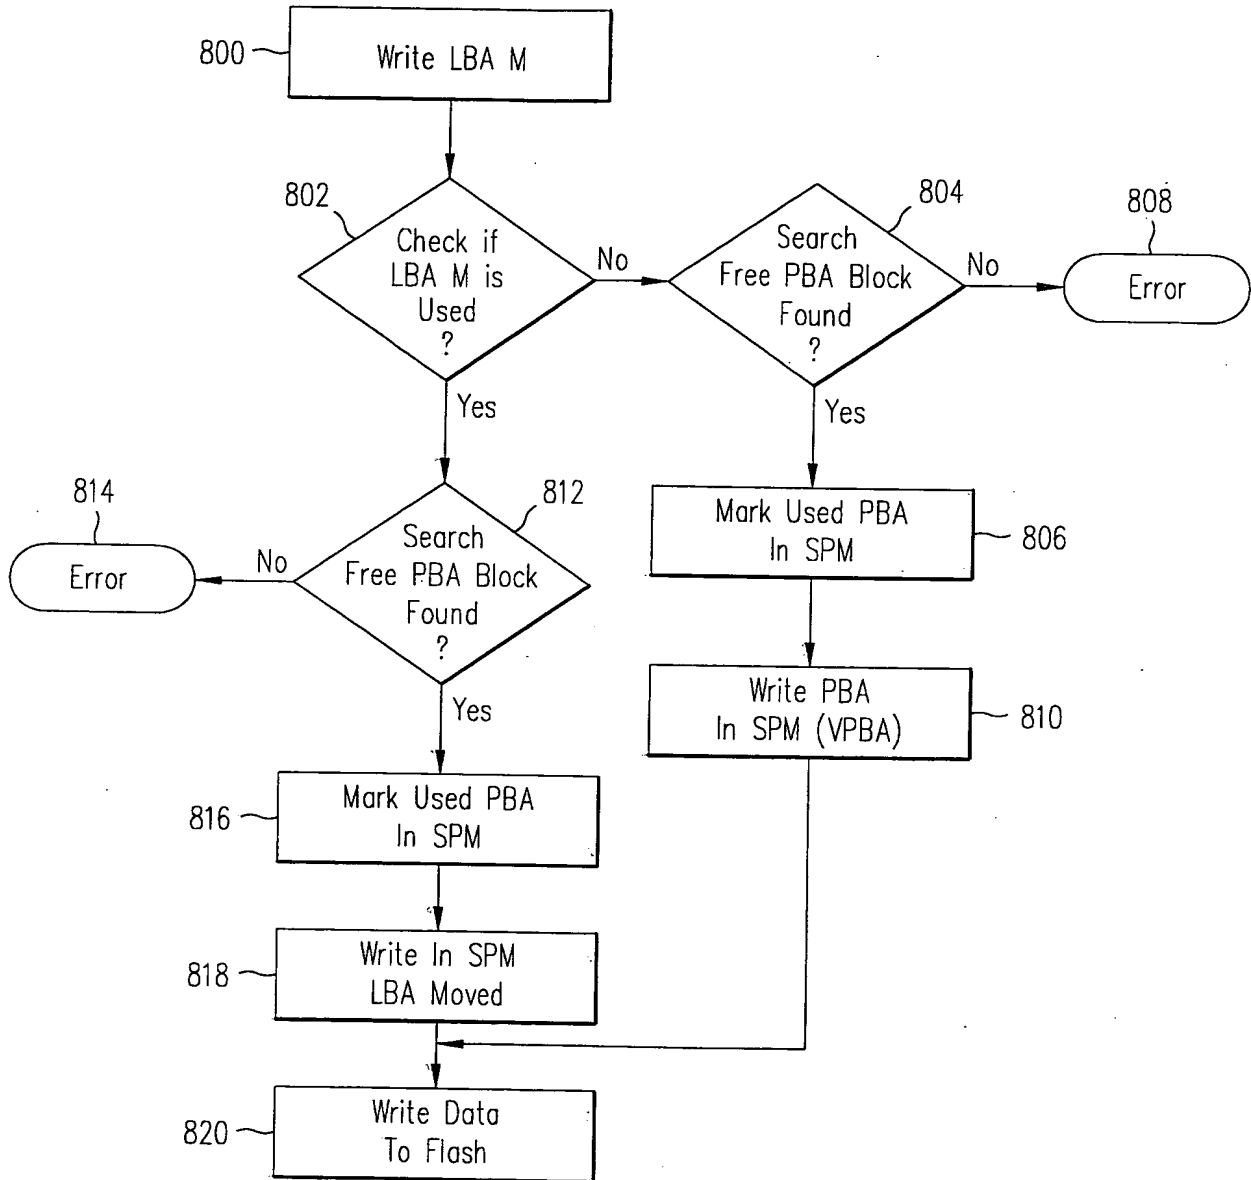 800
Write LBA M
802
Check if
LBA M is
Used
?
No
804
Search
Free PBA Block
Found
?
No
808
Error
Yes
Yes
Mark Used PBA
In SPM
806
814
Error
No
812
Search
Free PBA Block
Found
?
Write PBA
In SPM (VPBA)
810
Yes
816
Mark Used PBA
In SPM
818
Write In SPM
LBA Moved
820
Write Data
To Flash